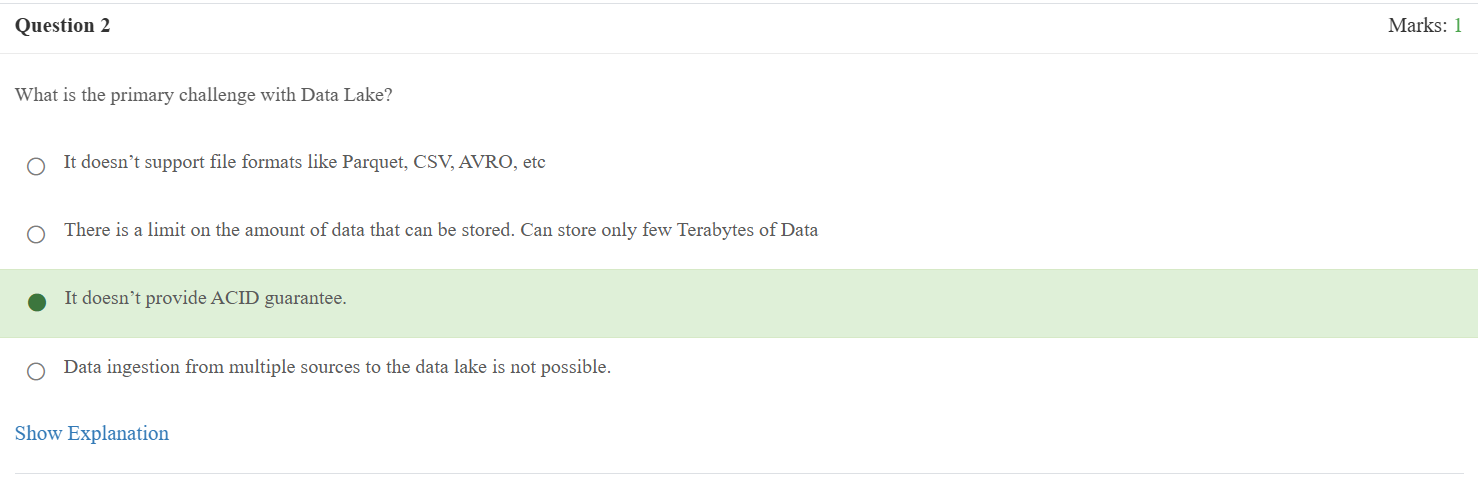 Question 2
Marks: 1
What is the primary challenge with Data Lake?
It doesn’t support file formats like Parquet, CSV, AVRO, etc
There is a limit on the amount of data that can be stored. Can store only few Terabytes of Data
It doesn’t provide ACID guarantee.
Data ingestion from multiple sources to the data lake is not possible.
Show Explanation